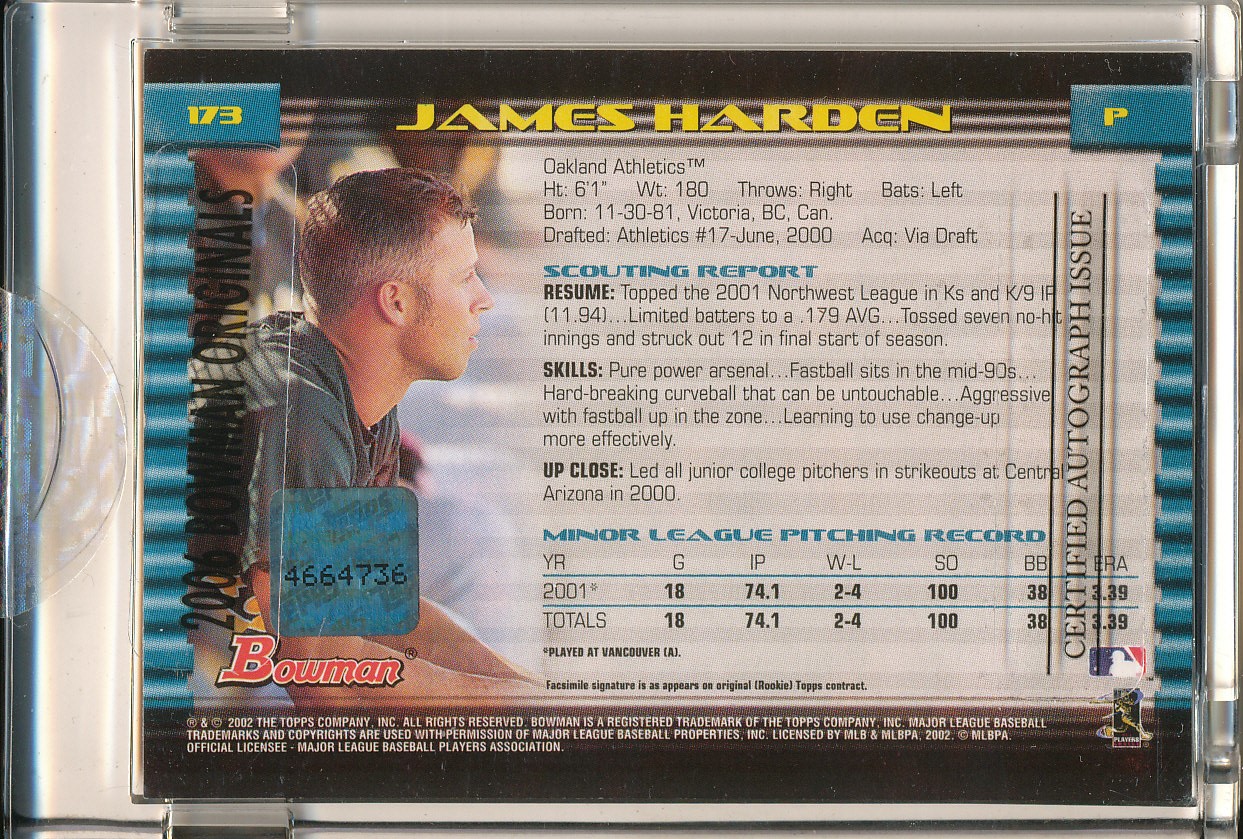 173
JAMES HARDEN
P
Oakland Athletics™
Ht: 6'1" Wt: 180 Throws: Right Bats: Left
Born: 11-30-81, Victoria, BC, Can.
Drafted: Athletics #17-June, 2000 Acq: Via Draft
SCOUTING REPORT
RESUME: Topped the 2001 Northwest League in Ks and K/9 IP
(11.94)...Limited batters to a .179 AVG...Tossed seven no-hit
innings and struck out 12 in final start of season.
SKILLS: Pure power arsenal...Fastball sits in the mid-90s...
Hard-breaking curveball that can be untouchable...Aggressive
with fastball up in the zone...Learning to use change-up
more effectively.
UP CLOSE: Led all junior college pitchers in strikeouts at Central
Arizona in 2000.
MINOR LEAGUE PITCHING RECORD
YR G IP W-L SO BB ERA
2001* 18 74.1 2-4 100 38 3.39
TOTALS 18 74.1 2-4 100 38 3.39
*PLAYED AT VANCOUVER (A).
Facsimile signature is as appears on original (Rookie) Topps contract.
2006 BOWMAN ORIGINALS
CERTIFIED AUTOGRAPH ISSUE
4664736
Bowman®
® & © 2002 THE TOPPS COMPANY, INC. ALL RIGHTS RESERVED. BOWMAN IS A REGISTERED TRADEMARK OF THE TOPPS COMPANY, INC. MAJOR LEAGUE BASEBALL
TRADEMARKS AND COPYRIGHTS ARE USED WITH PERMISSION OF MAJOR LEAGUE BASEBALL PROPERTIES, INC. LICENSED BY MLB & MLBPA, 2002. © MLBPA.
OFFICIAL LICENSEE - MAJOR LEAGUE BASEBALL PLAYERS ASSOCIATION.
PLAYERS